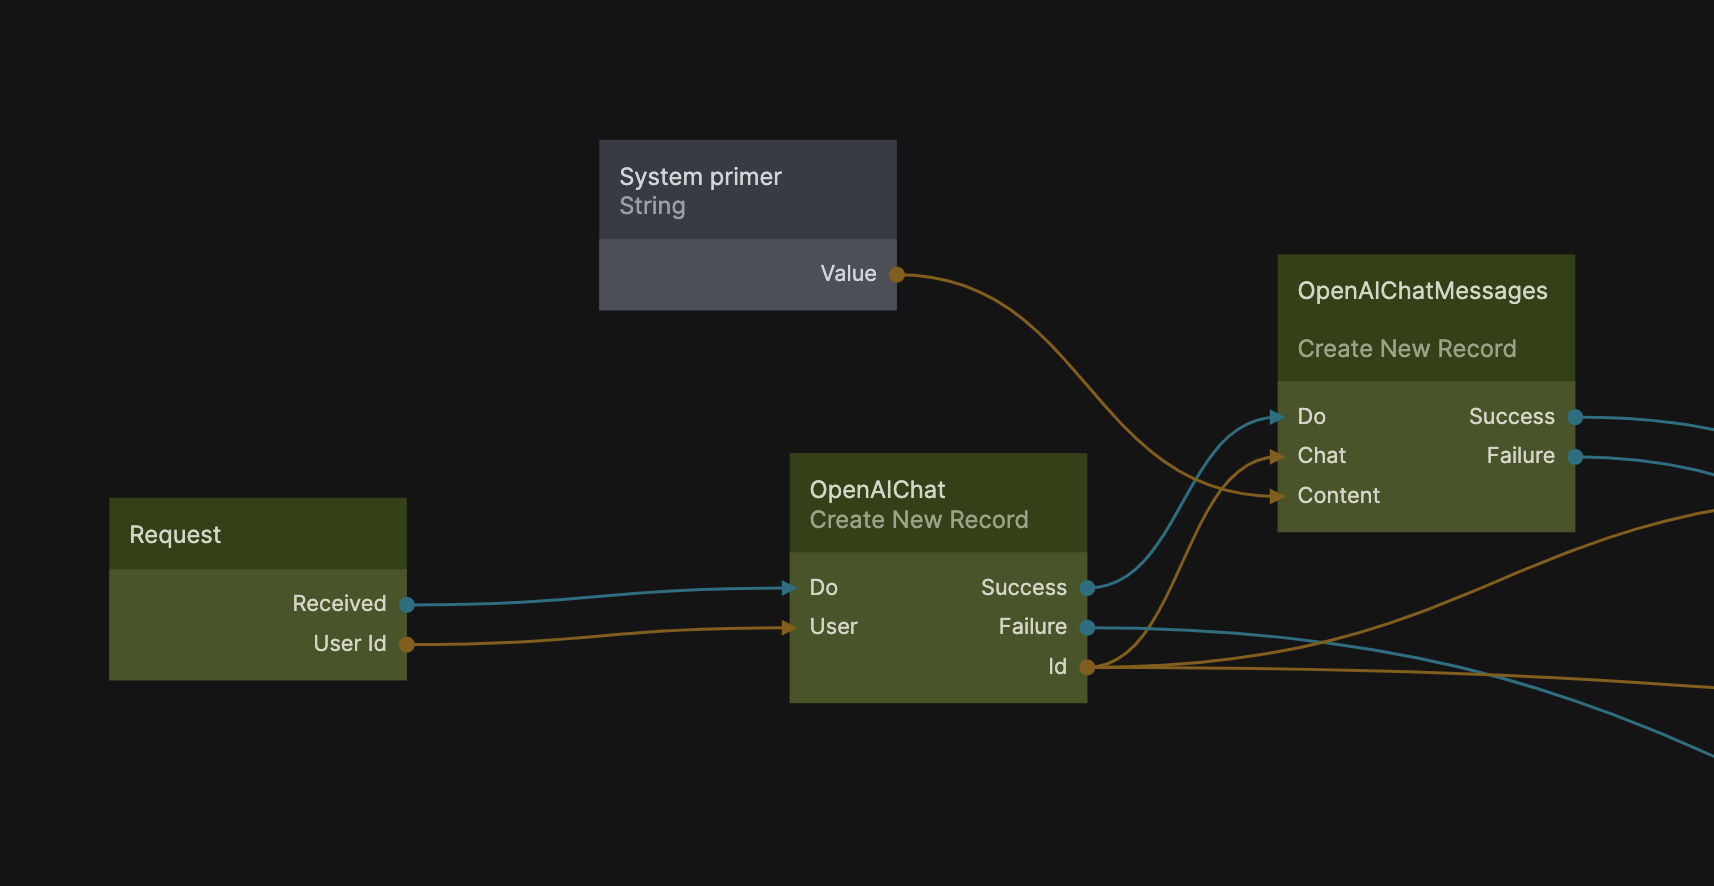 System primer
String
Value
OpenAIChatMessages
Create New Record
Do
Success
Chat
Failure
Content
Request
Received
User Id
OpenAIChat
Create New Record
Do
Success
User
Failure
Id